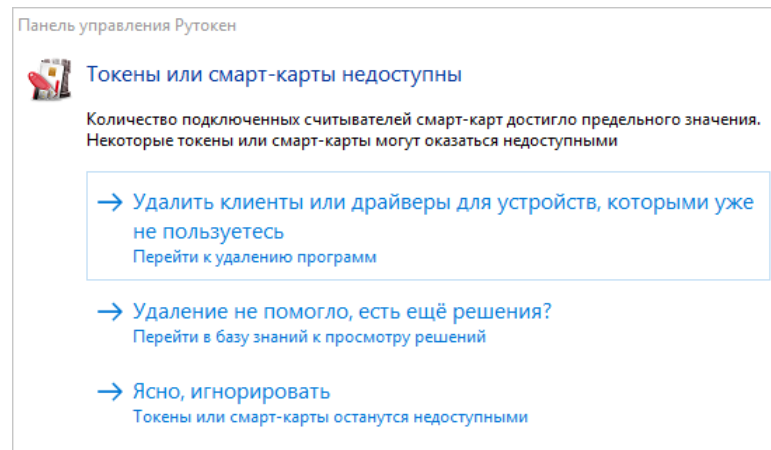 Панель управления Рутокен
Токены или смарт-карты недоступны
Количество подключенных считывателей смарт-карт достигло предельного значения.
Некоторые токены или смарт-карты могут оказаться недоступными
Удалить клиенты или драйверы для устройств, которыми уже
не пользуетесь
Перейти к удалению программ
Удаление не помогло, есть ещё решения?
Перейти в базу знаний к просмотру решений
Ясно, игнорировать
Токены или смарт-карты останутся недоступными